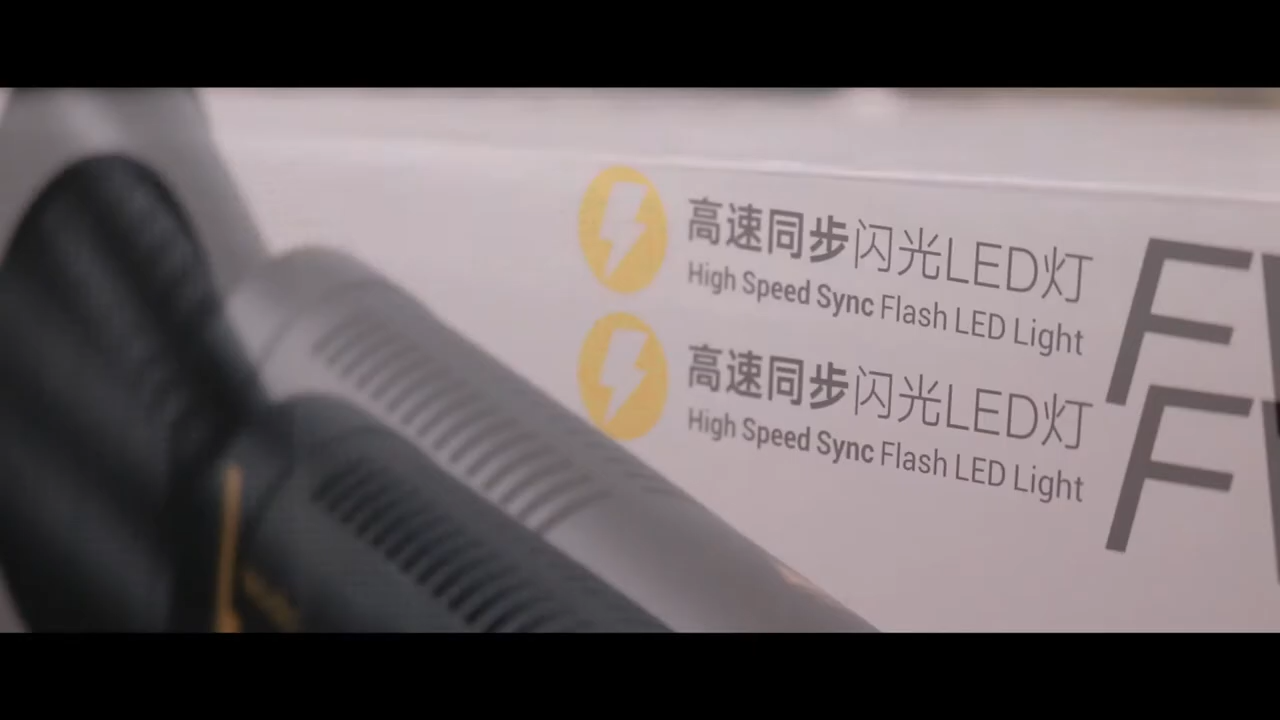 高速同步闪光LED灯
High Speed Sync Flash LED Light
高速同步闪光LED灯
High Speed Sync Flash LED Light